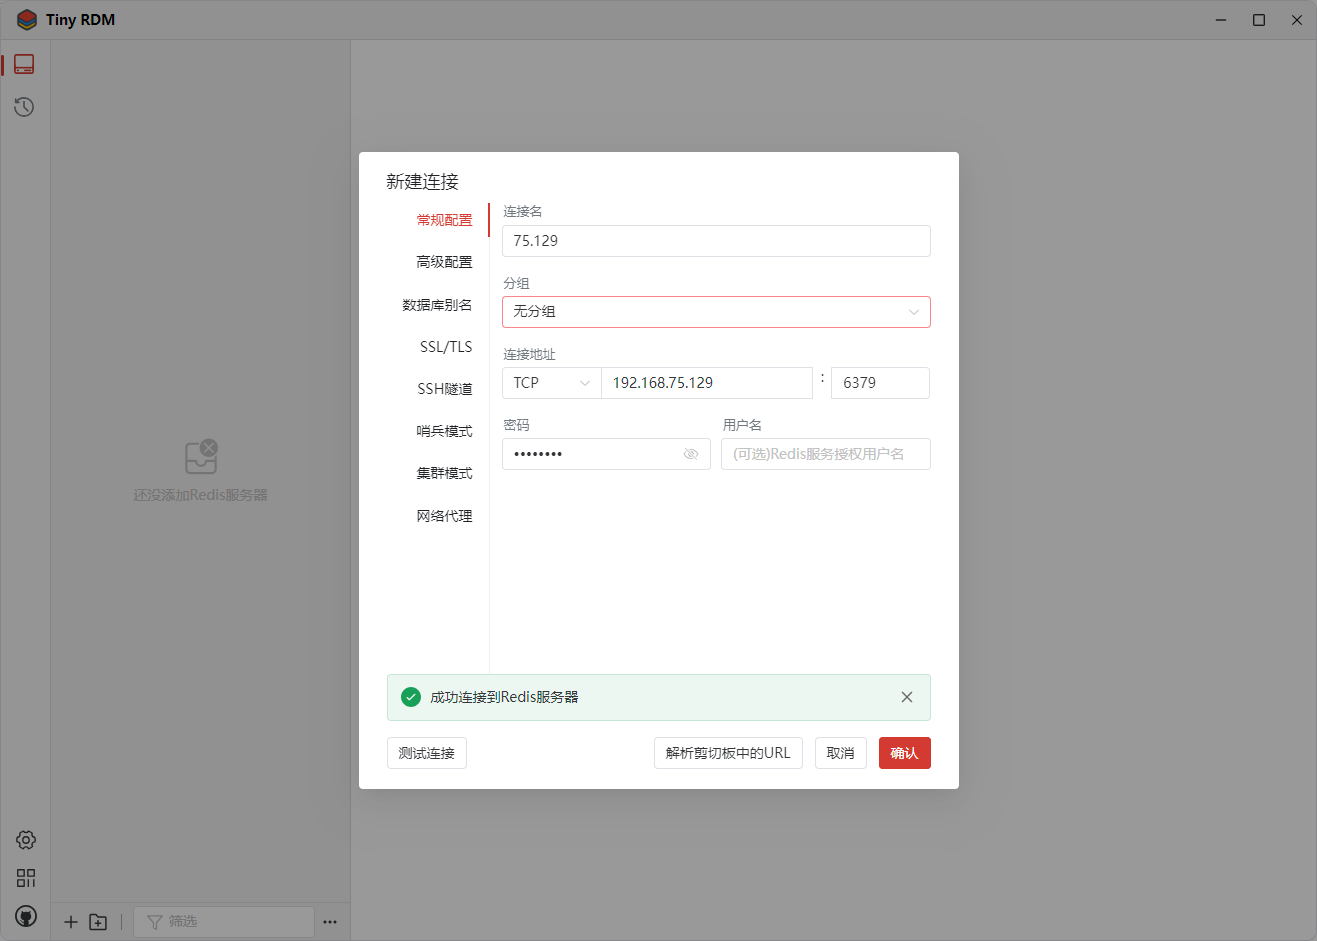 Tiny RDM
新建连接
常规配置
高级配置
数据库别名
SSL/TLS
SSH隧道
哨兵模式
集群模式
网络代理
连接名
75.129
分组
无分组
连接地址
TCP
192.168.75.129
:
6379
密码
用户名
••••••••
(可选)Redis服务授权用户名
还没添加Redis服务器
成功连接到Redis服务器
测试连接
解析剪切板中的URL
取消
确认
筛选